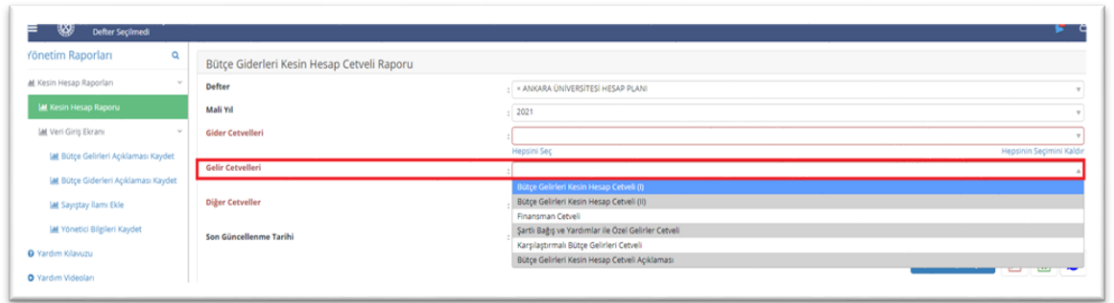 Defter Seçilmedi
Yönetim Raporları
Kesin Hesap Raporları
Kesin Hesap Raporu
Veri Giriş Ekranı
Bütçe Gelirleri Açıklaması Kaydet
Bütçe Giderleri Açıklaması Kaydet
Sayıştay İlamı Ekle
Yönetici Bilgileri Kaydet
Yardım Kılavuzu
Yardım Videoları
Bütçe Giderleri Kesin Hesap Cetveli Raporu
Defter : × ANKARA ÜNİVERSİTESİ HESAP PLANI
Mali Yıl : 2021
Gider Cetvelleri :
Hepsini Seç Hepsinin Seçimini Kaldır
Gelir Cetvelleri :
Bütçe Gelirleri Kesin Hesap Cetveli (I)
Diğer Cetveller :
Bütçe Gelirleri Kesin Hesap Cetveli (II)
Finansman Cetveli
Şartlı Bağış ve Yardımlar ile Özel Gelirler Cetveli
Son Güncellenme Tarihi :
Karşılaştırmalı Bütçe Gelirleri Cetveli
Bütçe Gelirleri Kesin Hesap Cetveli Açıklaması